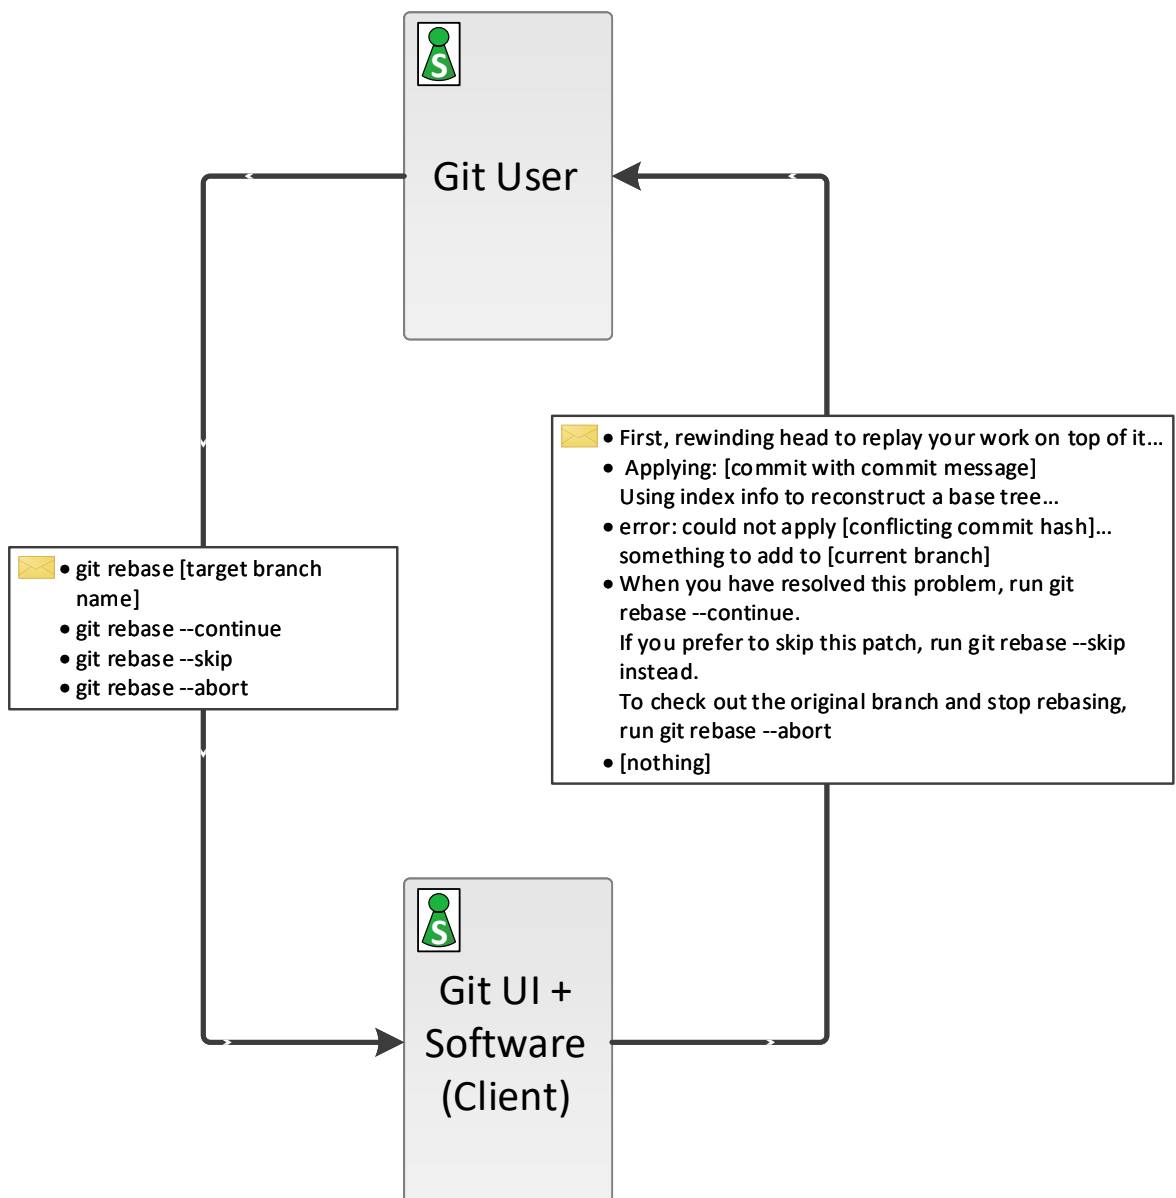 S
Git User
• First, rewinding head to replay your work on top of it...
• Applying: [commit with commit message]
Using index info to reconstruct a base tree...
• error: could not apply [conflicting commit hash]...
something to add to [current branch]
• When you have resolved this problem, run git
rebase --continue.
If you prefer to skip this patch, run git rebase --skip
instead.
To check out the original branch and stop rebasing,
run git rebase --abort
• [nothing]
• git rebase [target branch
name]
• git rebase --continue
• git rebase --skip
• git rebase --abort
S
Git UI +
Software
(Client)